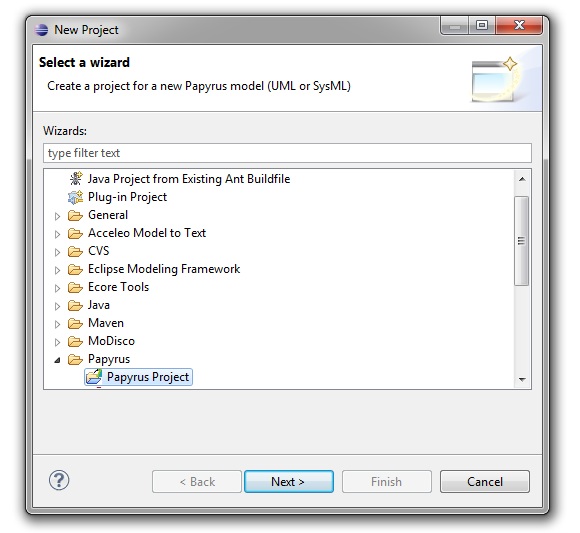 New Project
Select a wizard
Create a project for a new Papyrus model (UML or SysML)
Wizards:
type filter text
Java Project from Existing Ant Buildfile
Plug-in Project
General
Acceleo Model to Text
CVS
Eclipse Modeling Framework
Ecore Tools
Java
Maven
MoDisco
Papyrus
Papyrus Project
?
< Back
Next >
Finish
Cancel